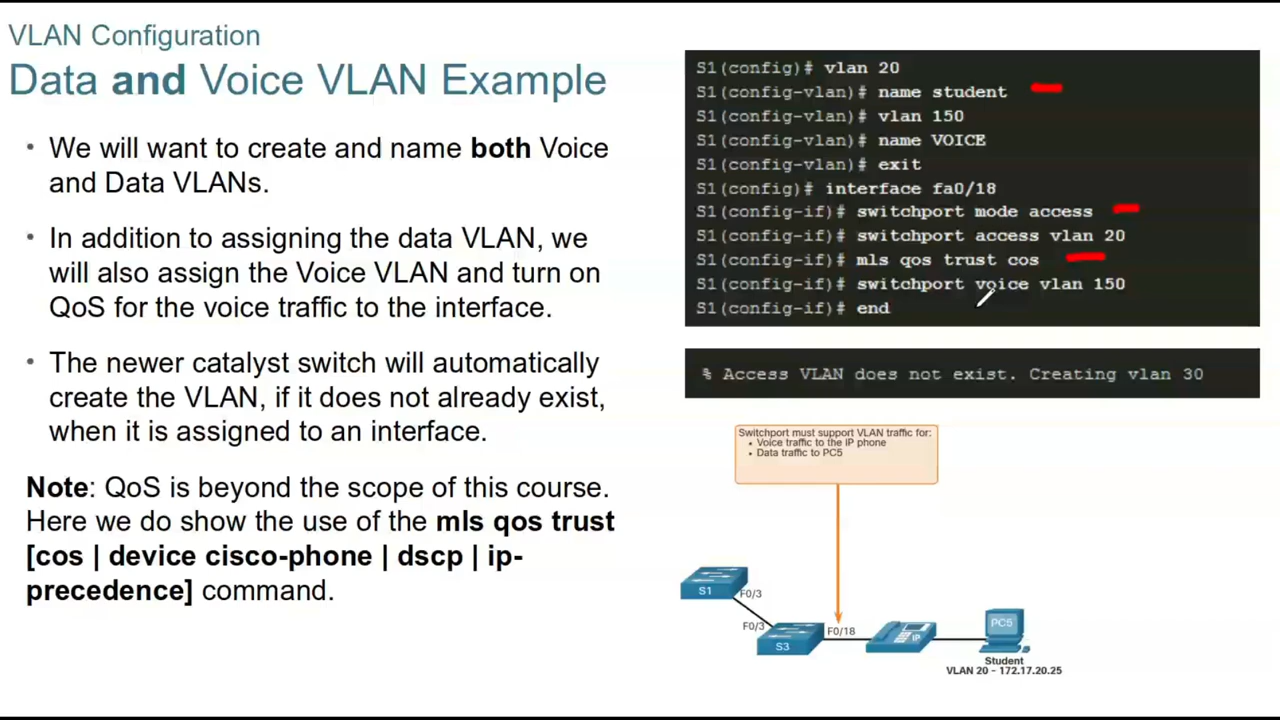 VLAN Configuration
Data and Voice VLAN Example
• We will want to create and name both Voice
and Data VLANs.
• In addition to assigning the data VLAN, we
will also assign the Voice VLAN and turn on
QoS for the voice traffic to the interface.
• The newer catalyst switch will automatically
create the VLAN, if it does not already exist,
when it is assigned to an interface.
Note: QoS is beyond the scope of this course.
Here we do show the use of the mls qos trust
[cos | device cisco-phone | dscp | ip-
precedence] command.
S1(config)# vlan 20
S1(config-vlan)# name student
S1(config-vlan)# vlan 150
S1(config-vlan)# name VOICE
S1(config-vlan)# exit
S1(config)# interface fa0/18
S1(config-if)# switchport mode access
S1(config-if)# switchport access vlan 20
S1(config-if)# mls qos trust cos
S1(config-if)# switchport voice vlan 150
S1(config-if)# end
% Access VLAN does not exist. Creating vlan 30
Switchport must support VLAN traffic for:
• Voice traffic to the IP phone
• Data traffic to PC5
S1
F0/3
F0/3
S3
F0/18
IP
PC5
Student
VLAN 20 - 172.17.20.25